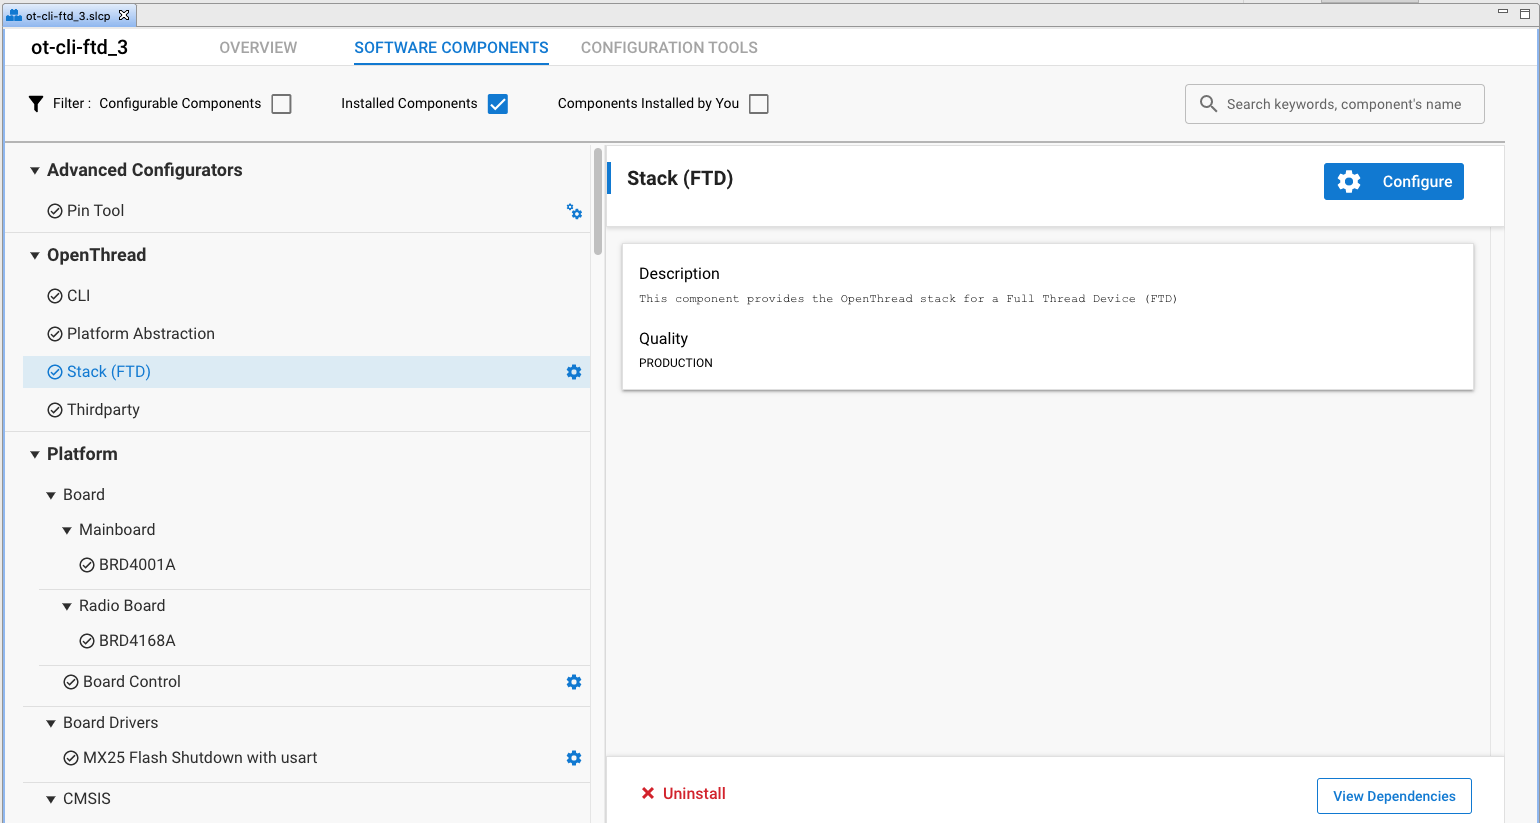 ot-cli-ftd_3.slcp
ot-cli-ftd_3
OVERVIEW
SOFTWARE COMPONENTS
CONFIGURATION TOOLS
Filter :
Configurable Components
Installed Components
Components Installed by You
Search keywords, component's name
Advanced Configurators
Pin Tool
OpenThread
CLI
Platform Abstraction
Stack (FTD)
Thirdparty
Platform
Board
Mainboard
BRD4001A
Radio Board
BRD4168A
Board Control
Board Drivers
MX25 Flash Shutdown with usart
CMSIS
Stack (FTD)
Configure
Description
This component provides the OpenThread stack for a Full Thread Device (FTD)
Quality
PRODUCTION
Uninstall
View Dependencies